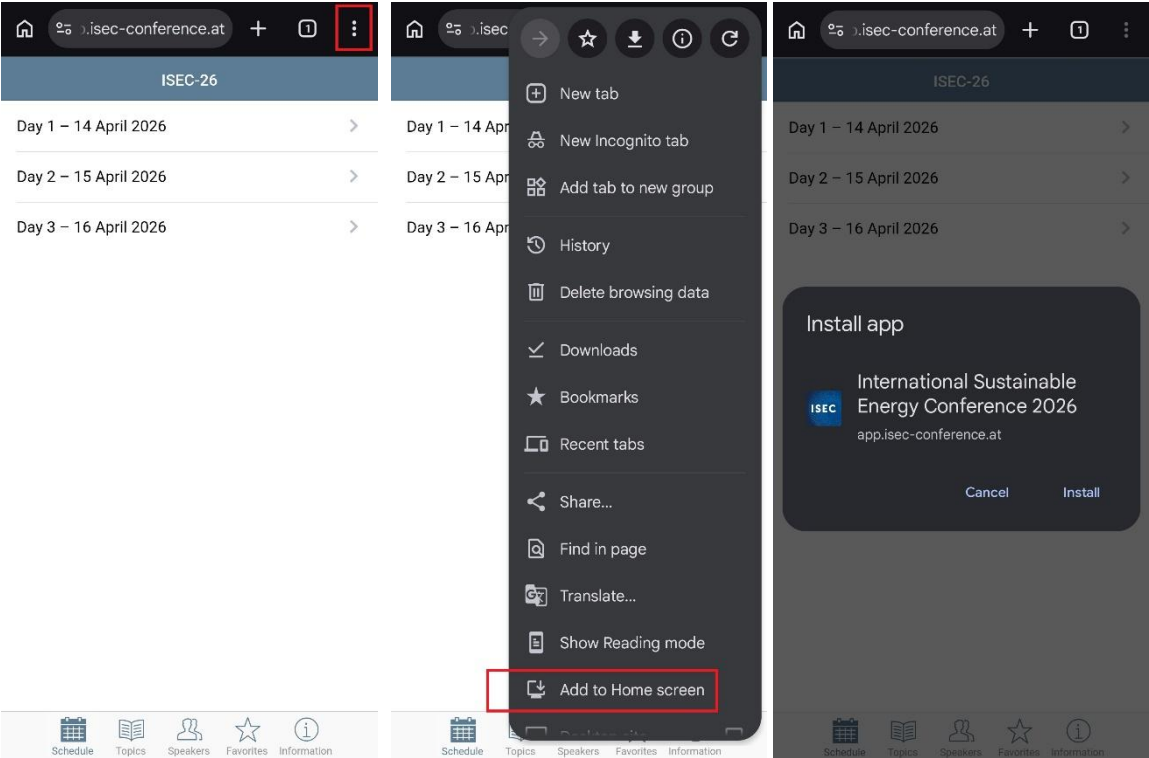 .isec-conference.at
1
ISEC-26
Day 1 – 14 April 2026
Day 2 – 15 April 2026
Day 3 – 16 April 2026
Schedule
Topics
Speakers
Favorites
Information
.isec
Day 1 – 14 Apr
Day 2 – 15 Apr
Day 3 – 16 Apr
New tab
New Incognito tab
Add tab to new group
History
Delete browsing data
Downloads
Bookmarks
Recent tabs
Share...
Find in page
Translate...
Show Reading mode
Add to Home screen
Schedule
Topics
Speakers
Favorites
Information
.isec-conference.at
1
ISEC-26
Day 1 – 14 April 2026
Day 2 – 15 April 2026
Day 3 – 16 April 2026
Install app
ISEC
International Sustainable
Energy Conference 2026
app.isec-conference.at
Cancel
Install
Schedule
Topics
Speakers
Favorites
Information